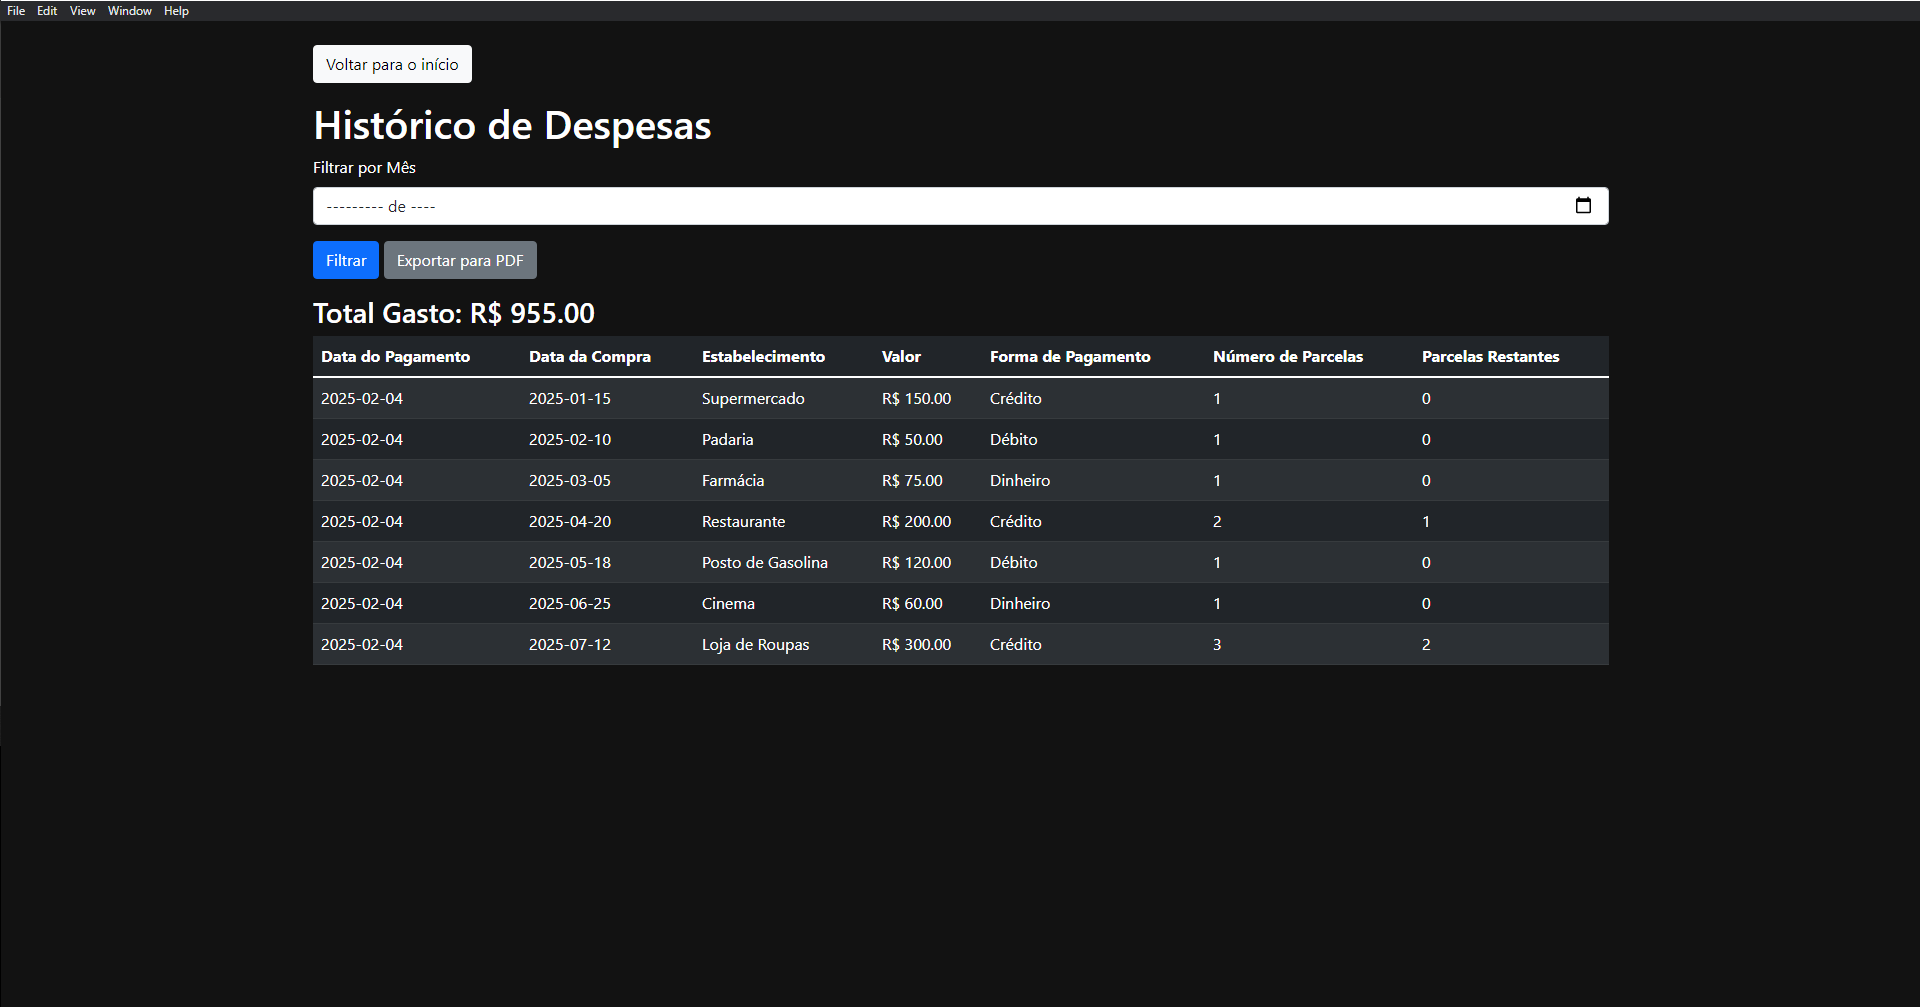 File Edit View Window Help
Voltar para o início
Histórico de Despesas
Filtrar por Mês
--------- de ----
Filtrar Exportar para PDF
Total Gasto: R$ 955.00
Data do Pagamento Data da Compra Estabelecimento Valor Forma de Pagamento Número de Parcelas Parcelas Restantes
2025-02-04 2025-01-15 Supermercado R$ 150.00 Crédito 1 0
2025-02-04 2025-02-10 Padaria R$ 50.00 Débito 1 0
2025-02-04 2025-03-05 Farmácia R$ 75.00 Dinheiro 1 0
2025-02-04 2025-04-20 Restaurante R$ 200.00 Crédito 2 1
2025-02-04 2025-05-18 Posto de Gasolina R$ 120.00 Débito 1 0
2025-02-04 2025-06-25 Cinema R$ 60.00 Dinheiro 1 0
2025-02-04 2025-07-12 Loja de Roupas R$ 300.00 Crédito 3 2